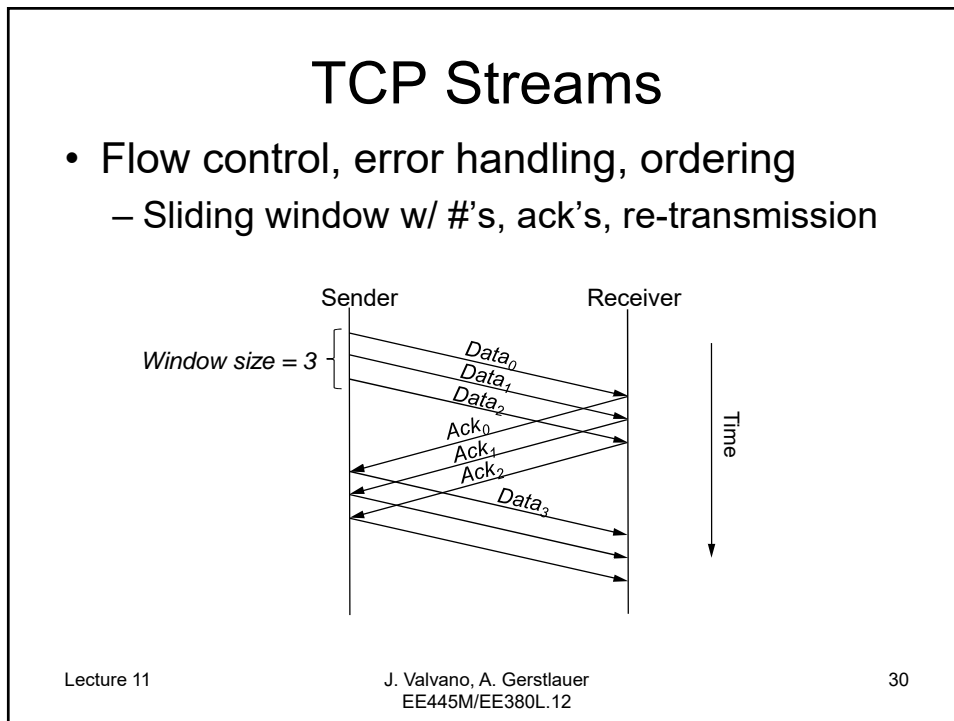 TCP Streams
• Flow control, error handling, ordering
– Sliding window w/ #'s, ack's, re-transmission
Sender
Receiver
Window size = 3
Data0
Data1
Data2
Ack0
Ack1
Ack2
Data3
Time
Lecture 11
J. Valvano, A. Gerstlauer
EE445M/EE380L.12
30